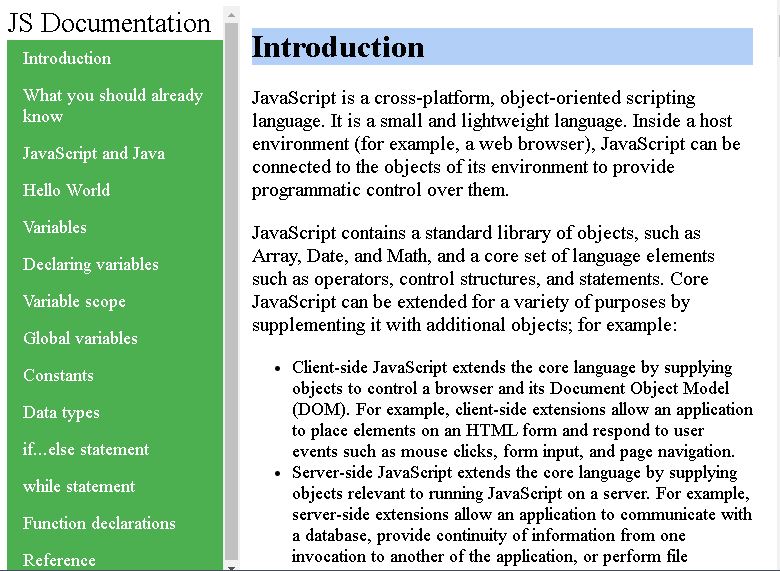 JS Documentation
Introduction
What you should already
know
JavaScript and Java
Hello World
Variables
Declaring variables
Variable scope
Global variables
Constants
Data types
if...else statement
while statement
Function declarations
Reference
Introduction
JavaScript is a cross-platform, object-oriented scripting
language. It is a small and lightweight language. Inside a host
environment (for example, a web browser), JavaScript can be
connected to the objects of its environment to provide
programmatic control over them.
JavaScript contains a standard library of objects, such as
Array, Date, and Math, and a core set of language elements
such as operators, control structures, and statements. Core
JavaScript can be extended for a variety of purposes by
supplementing it with additional objects; for example:
• Client-side JavaScript extends the core language by supplying
objects to control a browser and its Document Object Model
(DOM). For example, client-side extensions allow an application
to place elements on an HTML form and respond to user
events such as mouse clicks, form input, and page navigation.
• Server-side JavaScript extends the core language by supplying
objects relevant to running JavaScript on a server. For example,
server-side extensions allow an application to communicate with
a database, provide continuity of information from one
invocation to another of the application, or perform file